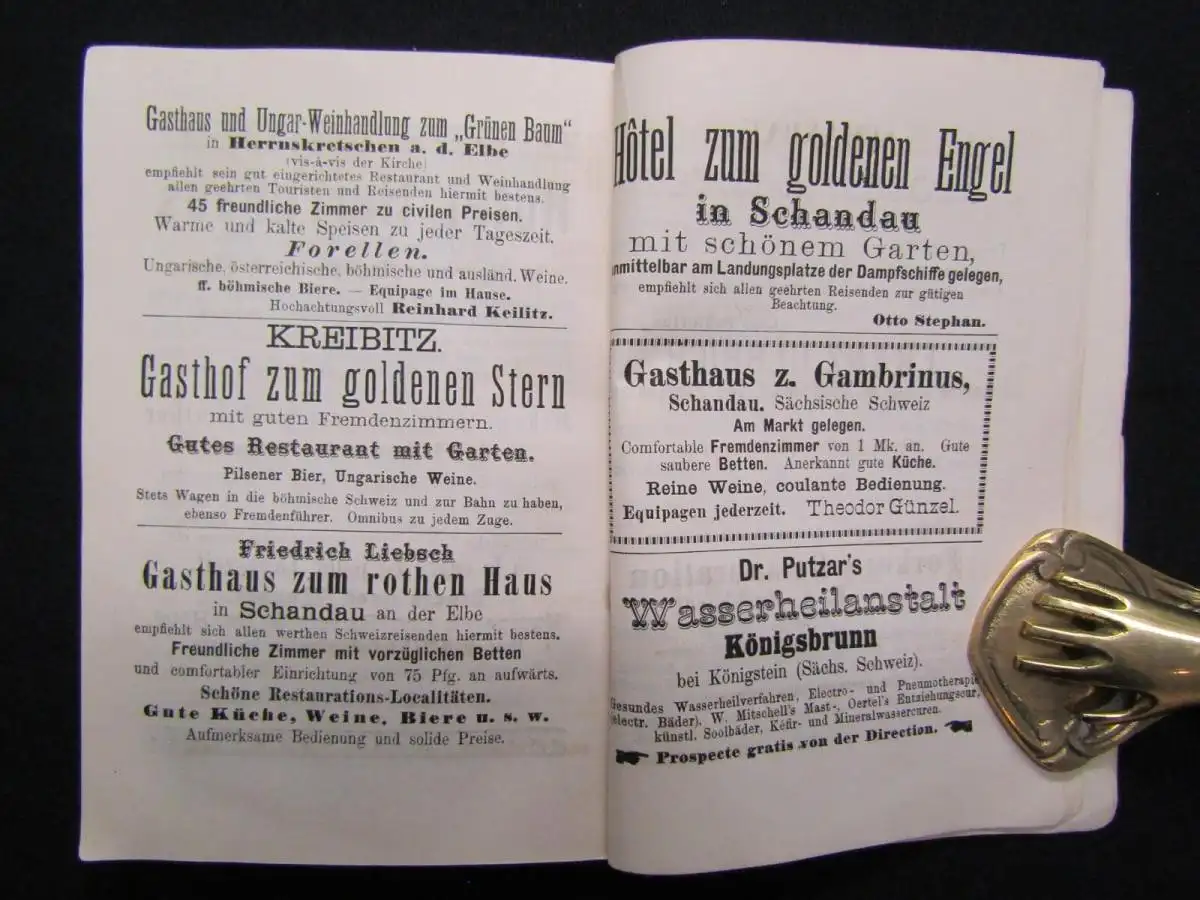 Gasthaus und Ungar-Weinhandlung zum „Grünen Baum"
in Herrnskretschen a. d. Elbe
(vis-à-vis der Kirche)
empfiehlt sein gut eingerichtetes Restaurant und Weinhandlung
allen geehrten Touristen und Reisenden hiermit bestens.
45 freundliche Zimmer zu civilen Preisen.
Warme und kalte Speisen zu jeder Tageszeit.
Forellen.
Ungarische, österreichische, böhmische und ausländ. Weine.
ff. böhmische Biere. — Equipage im Hause.
Hochachtungsvoll Reinhard Keilitz.
KREIBITZ.
Gasthof zum goldenen Stern
mit guten Fremdenzimmern.
Gutes Restaurant mit Garten.
Pilsener Bier, Ungarische Weine.
Stets Wagen in die böhmische Schweiz und zur Bahn zu haben,
ebenso Fremdenführer. Omnibus zu jedem Zuge.
Friedrich Liebsch
Gasthaus zum rothen Haus
in Schandau an der Elbe
empfiehlt sich allen werthen Schweizreisenden hiermit bestens.
Freundliche Zimmer mit vorzüglichen Betten
und comfortabler Einrichtung von 75 Pfg. an aufwärts.
Schöne Restaurations-Localitäten.
Gute Küche, Weine, Biere u. s. w.
Aufmerksame Bedienung und solide Preise.
Hôtel zum goldenen Engel
in Schandau
mit schönem Garten,
unmittelbar am Landungsplatze der Dampfschiffe gelegen,
empfiehlt sich allen geehrten Reisenden zur gütigen
Beachtung.
Otto Stephan.
Gasthaus z. Gambrinus,
Schandau. Sächsische Schweiz
Am Markt gelegen.
Comfortable Fremdenzimmer von 1 Mk. an. Gute
saubere Betten. Anerkannt gute Küche.
Reine Weine, coulante Bedienung.
Equipagen jederzeit. Theodor Günzel.
Dr. Putzar's
Wasserheilanstalt
Königsbrunn
bei Königstein (Sächs. Schweiz).
Gesundes Wasserheilverfahren, Electro- und Pneumotherapie
(electr. Bäder). W. Mitschell's Mast-, Oertel's Entziehungscur,
künstl. Soolbäder, Kefir- und Mineralwassercuren.
Prospecte gratis von der Direction.